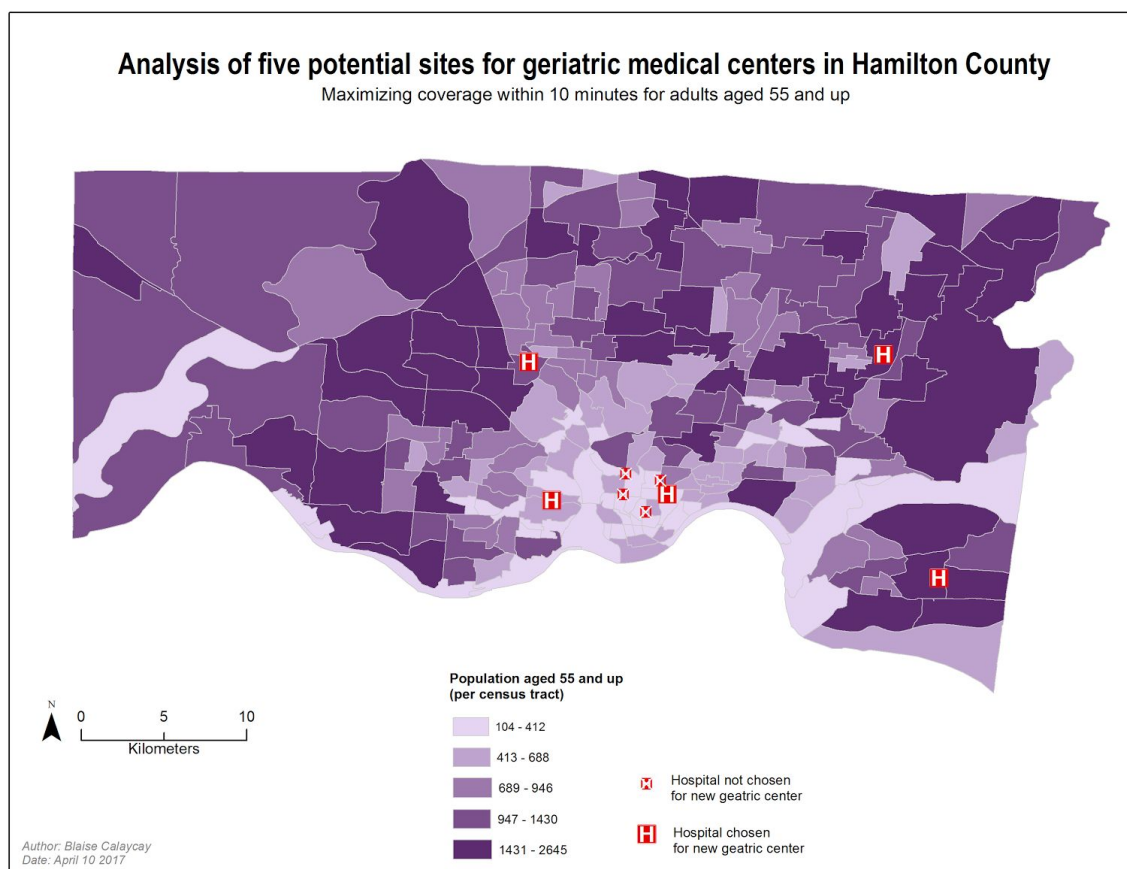 Analysis of five potential sites for geriatric medical centers in Hamilton County
Maximizing coverage within 10 minutes for adults aged 55 and up
H
H
H
H
H
Population aged 55 and up
(per census tract)
104 - 412
413 - 688
689 - 946
947 - 1430
1431 - 2645
Hospital not chosen
for new geatric center
H Hospital chosen
for new geatric center
N
0 5 10
Kilometers
Author: Blaise Calaycay
Date: April 10 2017